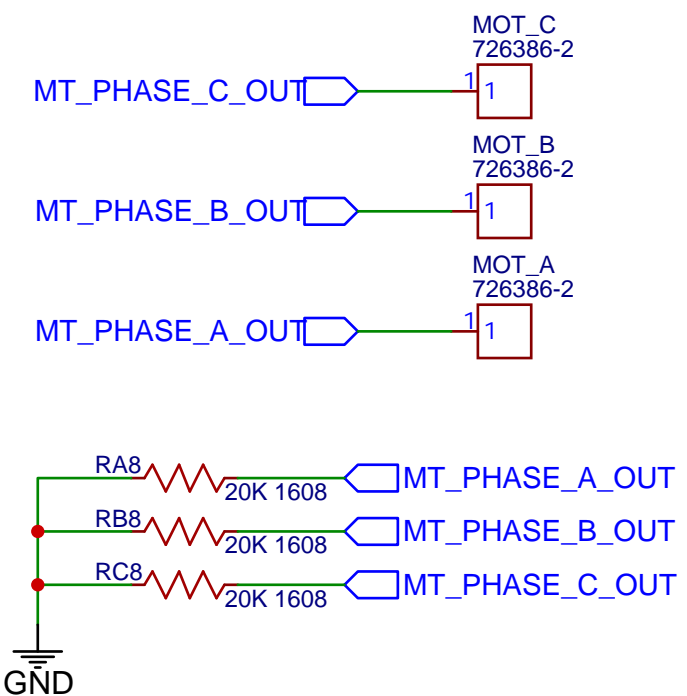 MOT_C
726386-2
MT_PHASE_C_OUT
1
1
MOT_B
726386-2
MT_PHASE_B_OUT
1
1
MOT_A
726386-2
MT_PHASE_A_OUT
1
1
RA8
20K 1608
MT_PHASE_A_OUT
RB8
20K 1608
MT_PHASE_B_OUT
RC8
20K 1608
MT_PHASE_C_OUT
GND